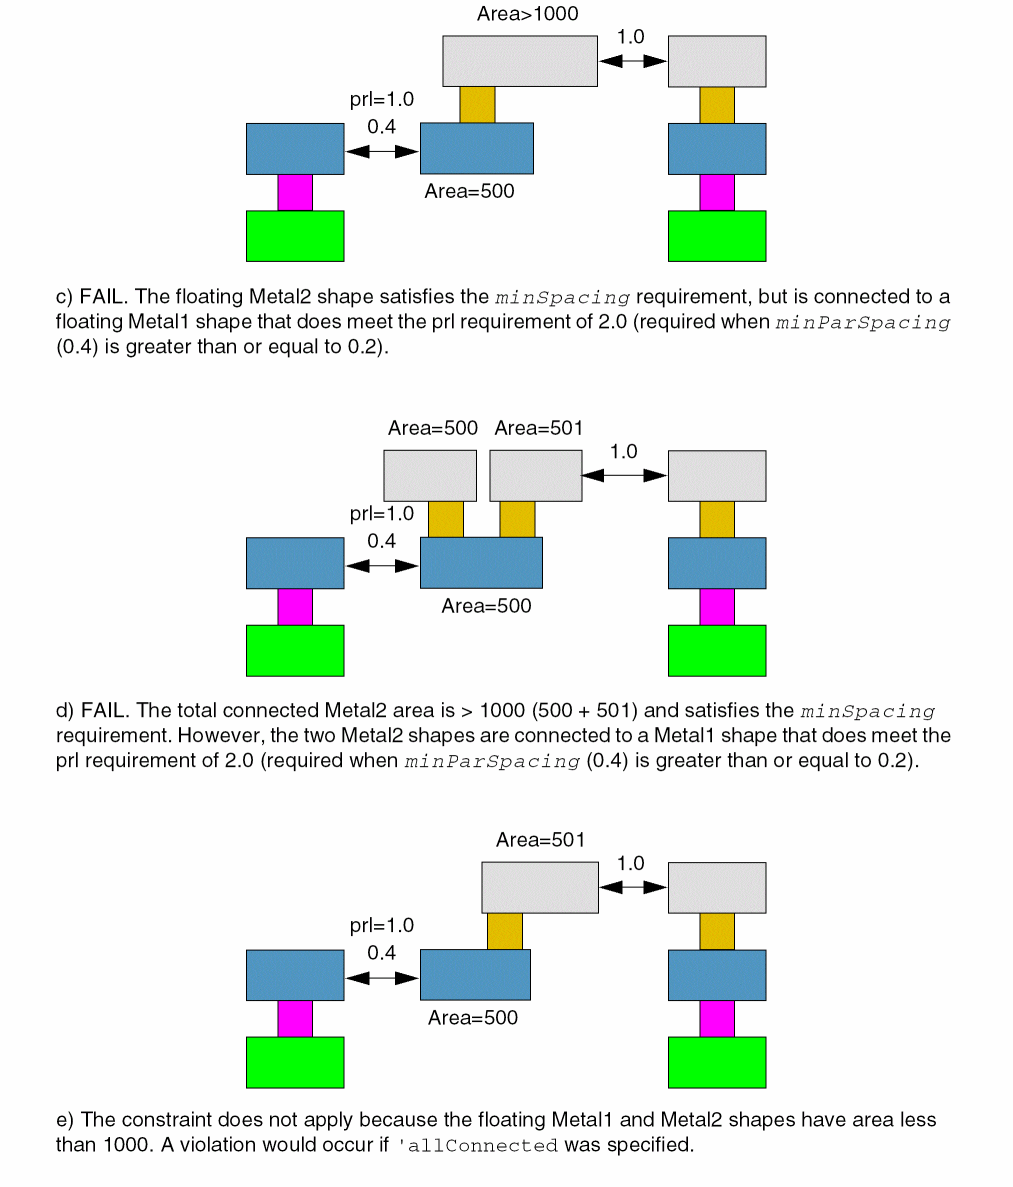 Area>1000
1.0
prl=1.0
0.4
Area=500
c) FAIL. The floating Metal2 shape satisfies the minSpacing requirement, but is connected to a
floating Metal1 shape that does meet the prl requirement of 2.0 (required when minParSpacing
(0.4) is greater than or equal to 0.2).
Area=500 Area=501
1.0
prl=1.0
0.4
Area=500
d) FAIL. The total connected Metal2 area is > 1000 (500 + 501) and satisfies the minSpacing
requirement. However, the two Metal2 shapes are connected to a Metal1 shape that does meet the
prl requirement of 2.0 (required when minParSpacing (0.4) is greater than or equal to 0.2).
Area=501
1.0
prl=1.0
0.4
Area=500
e) The constraint does not apply because the floating Metal1 and Metal2 shapes have area less
than 1000. A violation would occur if 'allConnected was specified.